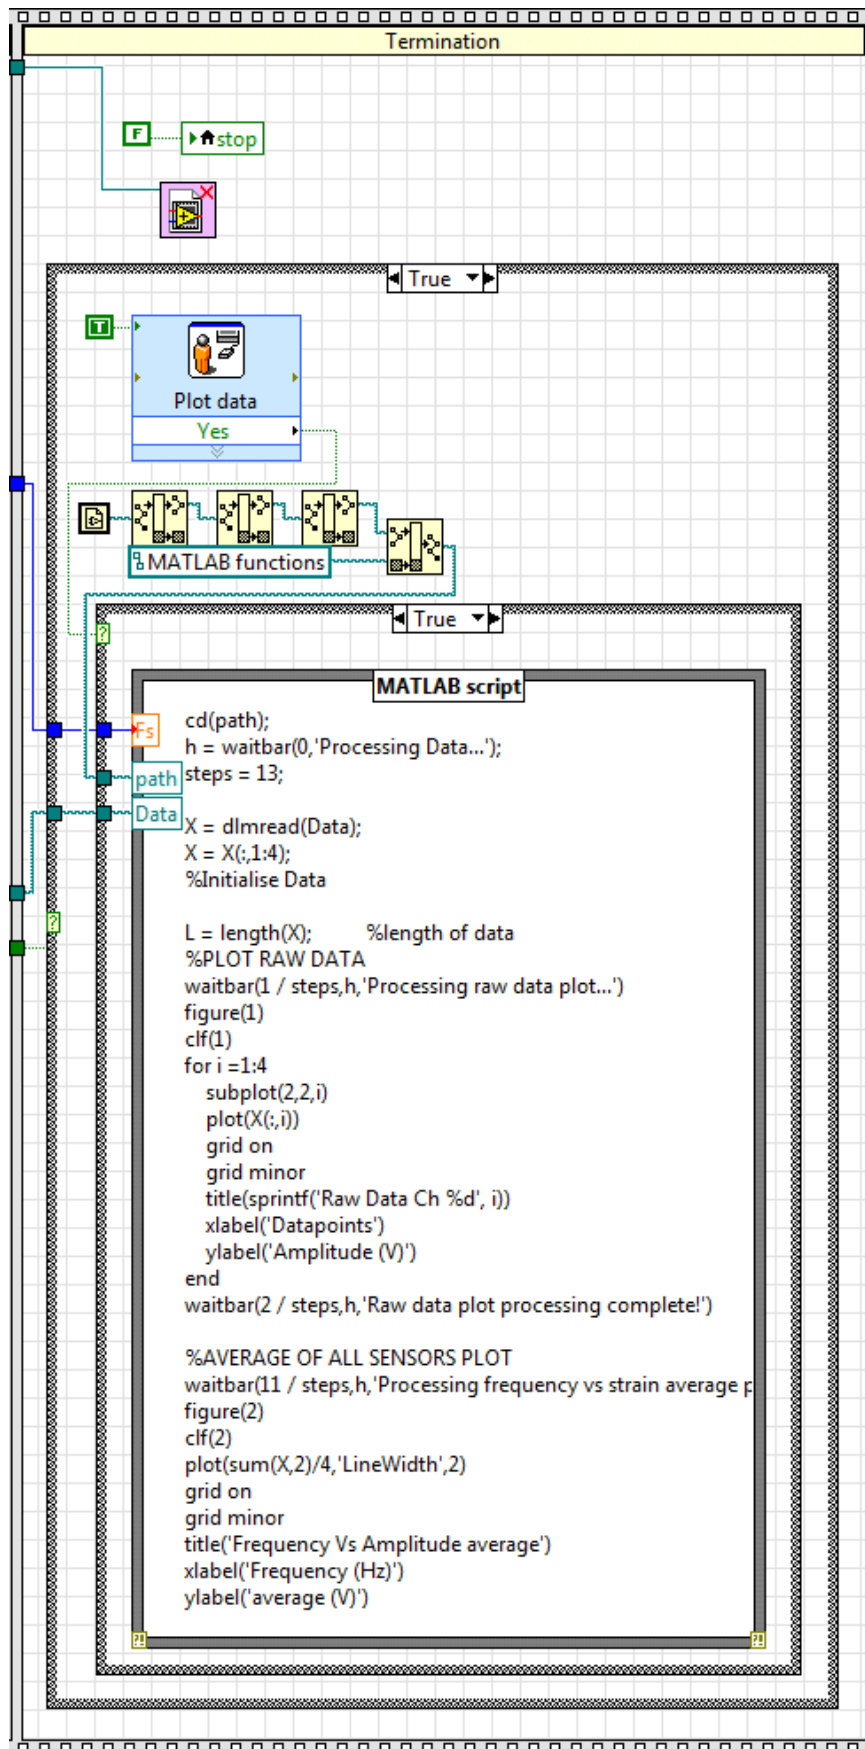 Termination
F
stop
True
T
Plot data
Yes
MATLAB functions
True
?
MATLAB script
Fs
path
Data
cd(path);
h = waitbar(0,'Processing Data...');
steps = 13;
X = dlmread(Data);
X = X(:,1:4);
%Initialise Data
?
L = length(X); %length of data
%PLOT RAW DATA
waitbar(1 / steps,h,'Processing raw data plot...')
figure(1)
clf(1)
for i =1:4
subplot(2,2,i)
plot(X(:,i))
grid on
grid minor
title(sprintf('Raw Data Ch %d', i))
xlabel('Datapoints')
ylabel('Amplitude (V)')
end
waitbar(2 / steps,h,'Raw data plot processing complete!')
%AVERAGE OF ALL SENSORS PLOT
waitbar(11 / steps,h,'Processing frequency vs strain average p
figure(2)
clf(2)
plot(sum(X,2)/4,'LineWidth',2)
grid on
grid minor
title('Frequency Vs Amplitude average')
xlabel('Frequency (Hz)')
ylabel('average (V)')